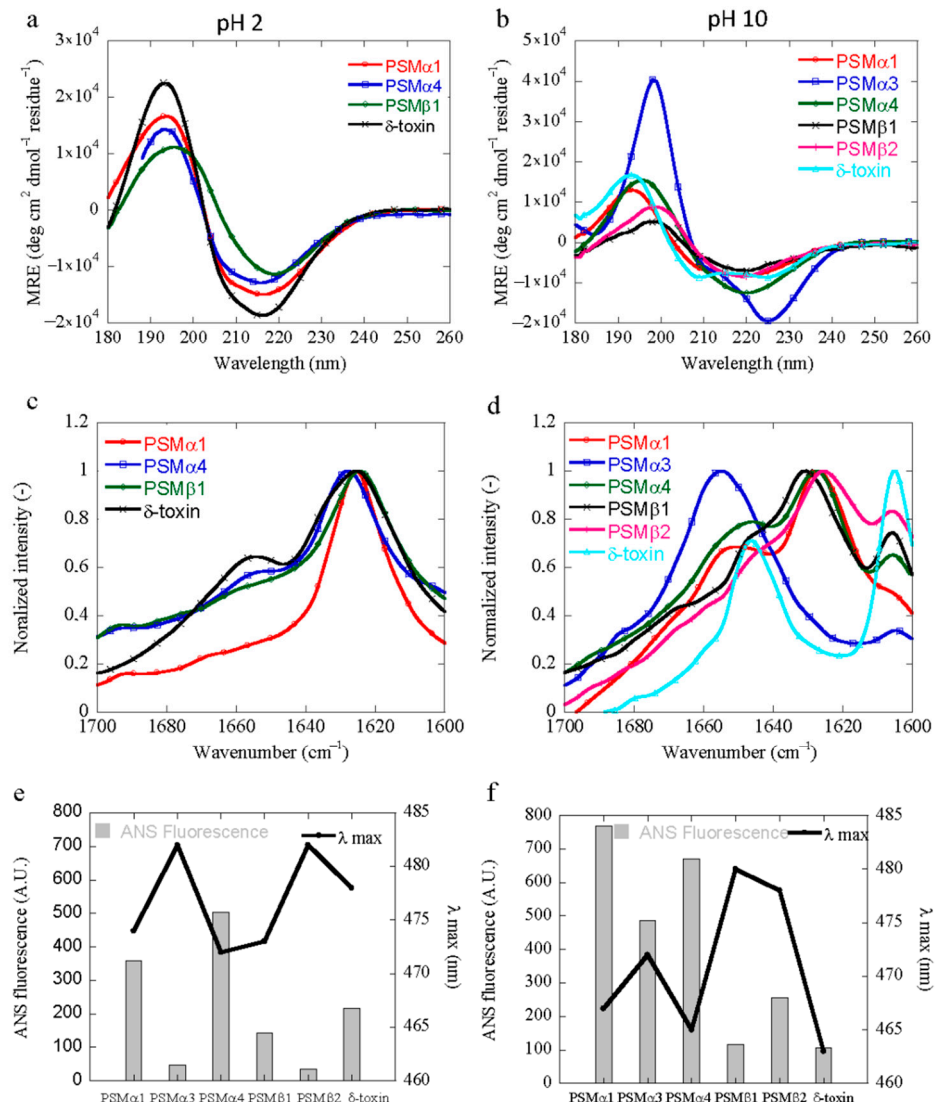 a
pH 2
MRE (deg cm² dmol⁻¹ residue⁻¹)
3×10⁴
2×10⁴
1×10⁴
0
−1×10⁴
−2×10⁴
PSMα1
PSMα4
PSMβ1
δ-toxin
180 190 200 210 220 230 240 250 260
Wavelength (nm)
b
pH 10
MRE (deg cm² dmol⁻¹ residue⁻¹)
5×10⁴
4×10⁴
3×10⁴
2×10⁴
1×10⁴
0
−1×10⁴
−2×10⁴
PSMα1
PSMα3
PSMα4
PSMβ1
PSMβ2
δ-toxin
180 190 200 210 220 230 240 250 260
Wavelength (nm)
c
Noralized intensity (-)
1.2
1
0.8
0.6
0.4
0.2
0
PSMα1
PSMα4
PSMβ1
δ-toxin
1700 1680 1660 1640 1620 1600
Wavenumber (cm⁻¹)
d
Normalized intensity (-)
1.2
1
0.8
0.6
0.4
0.2
0
PSMα1
PSMα3
PSMα4
PSMβ1
PSMβ2
δ-toxin
1700 1680 1660 1640 1620 1600
Wavenumber (cm⁻¹)
e
ANS fluorescence (A.U.)
800
700
600
500
400
300
200
100
0
ANS Fluorescence
λ max
485
480
475
470
465
460
λ max (nm)
PSMα1 PSMα3 PSMα4 PSMβ1 PSMβ2 δ-toxin
f
ANS fluorescence (A.U.)
800
700
600
500
400
300
200
100
0
ANS Fluorescence
λ max
485
480
475
470
465
460
λ max (nm)
PSMα1 PSMα3 PSMα4 PSMβ1 PSMβ2 δ-toxin